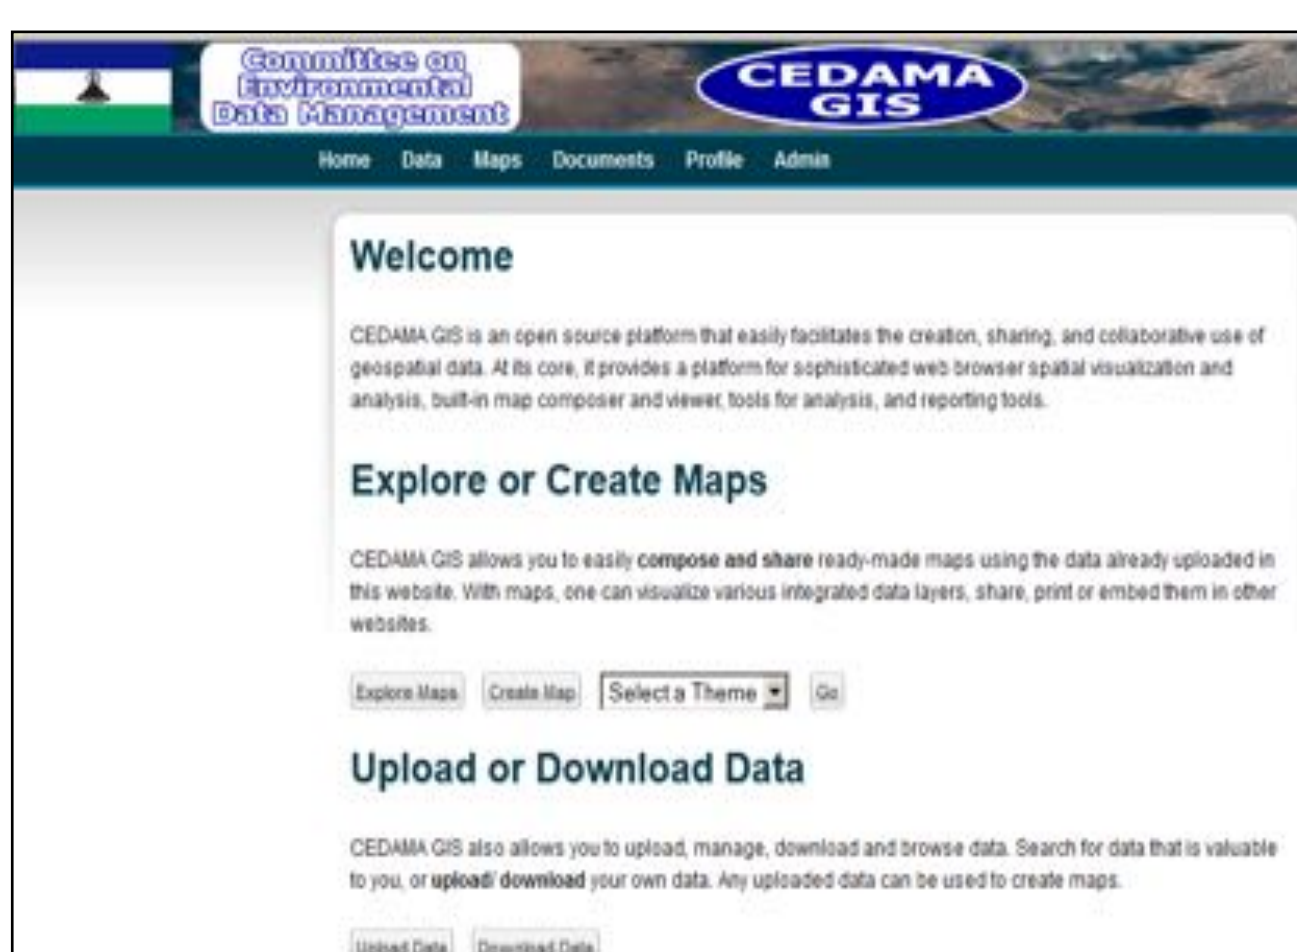 Committee on
Environmental
Data Management
CEDAMA
GIS
Home Data Maps Documents Profile Admin
Welcome
CEDAMA GIS is an open source platform that easily facilitates the creation, sharing, and collaborative use of
geospatial data. At its core, it provides a platform for sophisticated web browser spatial visualization and
analysis, built-in map composer and viewer, tools for analysis, and reporting tools.
Explore or Create Maps
CEDAMA GIS allows you to easily compose and share ready-made maps using the data already uploaded in
this website. With maps, one can visualize various integrated data layers, share, print or embed them in other
websites.
Explore Maps Create Map Select a Theme Go
Upload or Download Data
CEDAMA GIS also allows you to upload, manage, download and browse data. Search for data that is valuable
to you, or upload/ download your own data. Any uploaded data can be used to create maps.
Upload Data Download Data